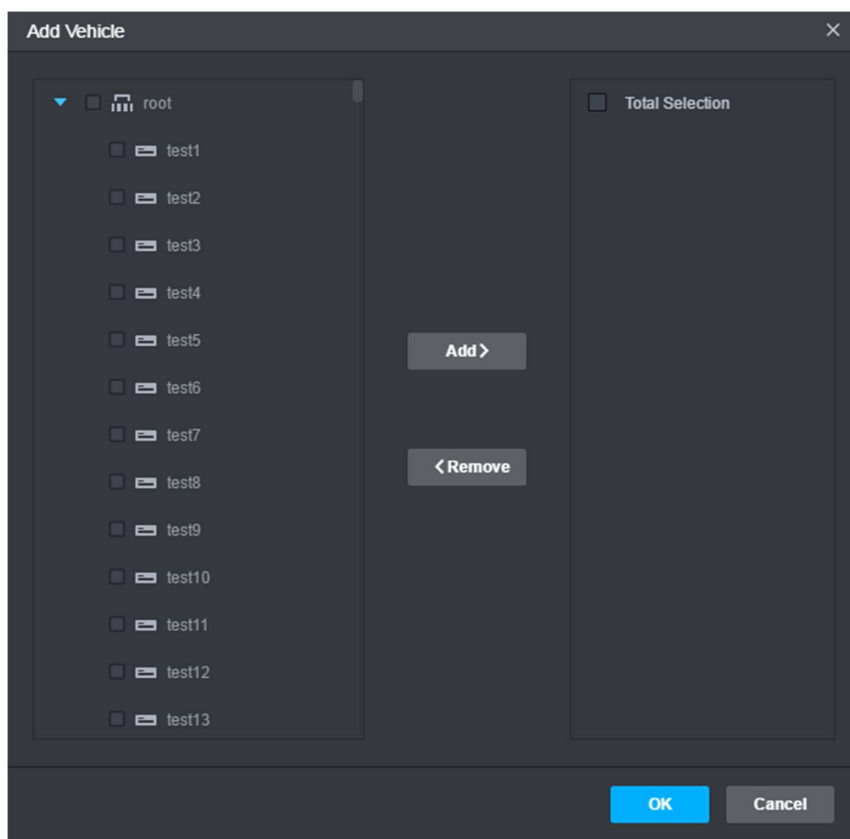 Add Vehicle
root
test1
test2
test3
test4
test5
test6
test7
test8
test9
test10
test11
test12
test13
Add
Remove
Total Selection
OK
Cancel